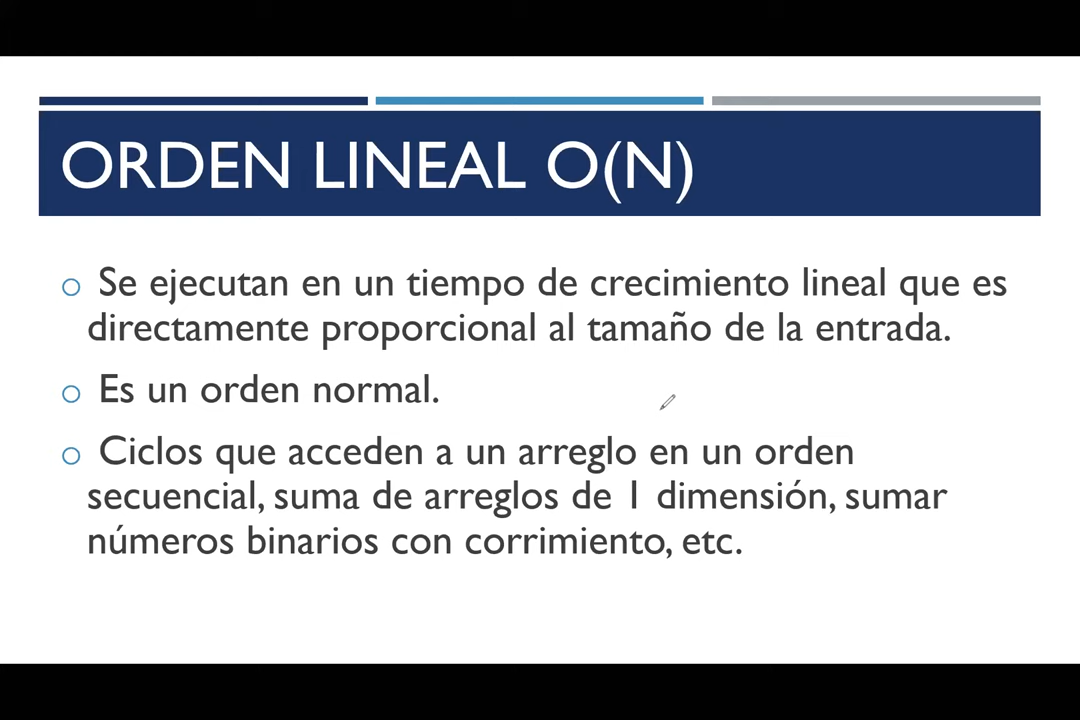 ORDEN LINEAL O(N)
o Se ejecutan en un tiempo de crecimiento lineal que es
directamente proporcional al tamaño de la entrada.
o Es un orden normal.
o Ciclos que acceden a un arreglo en un orden
secuencial, suma de arreglos de 1 dimensión, sumar
números binarios con corrimiento, etc.